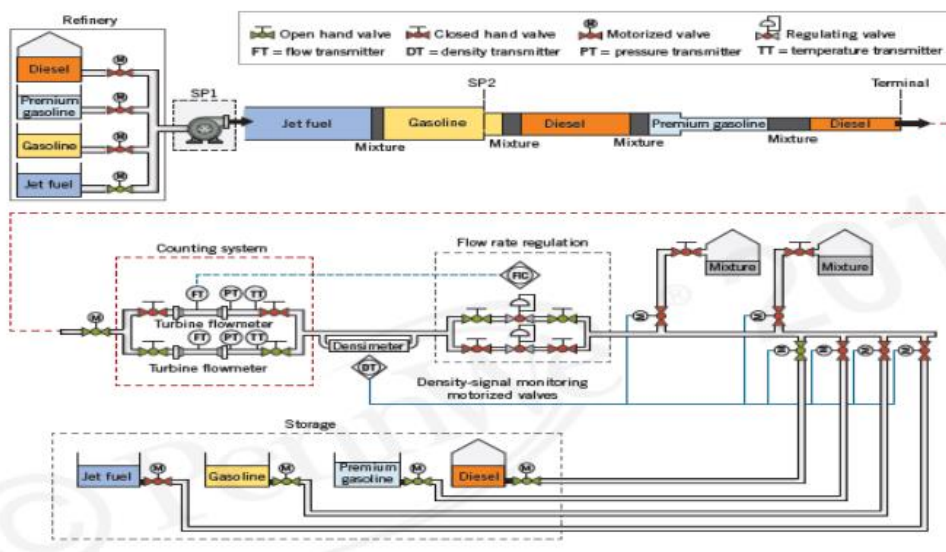 Refinery
Open hand valve
Closed hand valve
M
Motorized valve
Regulating valve
FT = flow transmitter
DT = density transmitter
PT = pressure transmitter
TT = temperature transmitter
Diesel
M
Premium
gasoline
M
Gasoline
M
Jet fuel
M
SP1
SP2
Terminal
Jet fuel
Gasoline
Diesel
Premium gasoline
Diesel
Mixture
Mixture
Mixture
Mixture
Counting system
Flow rate regulation
FT
PT
TT
FIC
Mixture
Mixture
M
Turbine flowmeter
FT
PT
TT
Turbine flowmeter
Densimeter
DT
Density-signal monitoring
motorized valves
M
M
M
M
M
M
Storage
Jet fuel
M
Gasoline
M
Premium
gasoline
M
Diesel
M
© PennWell
® 201